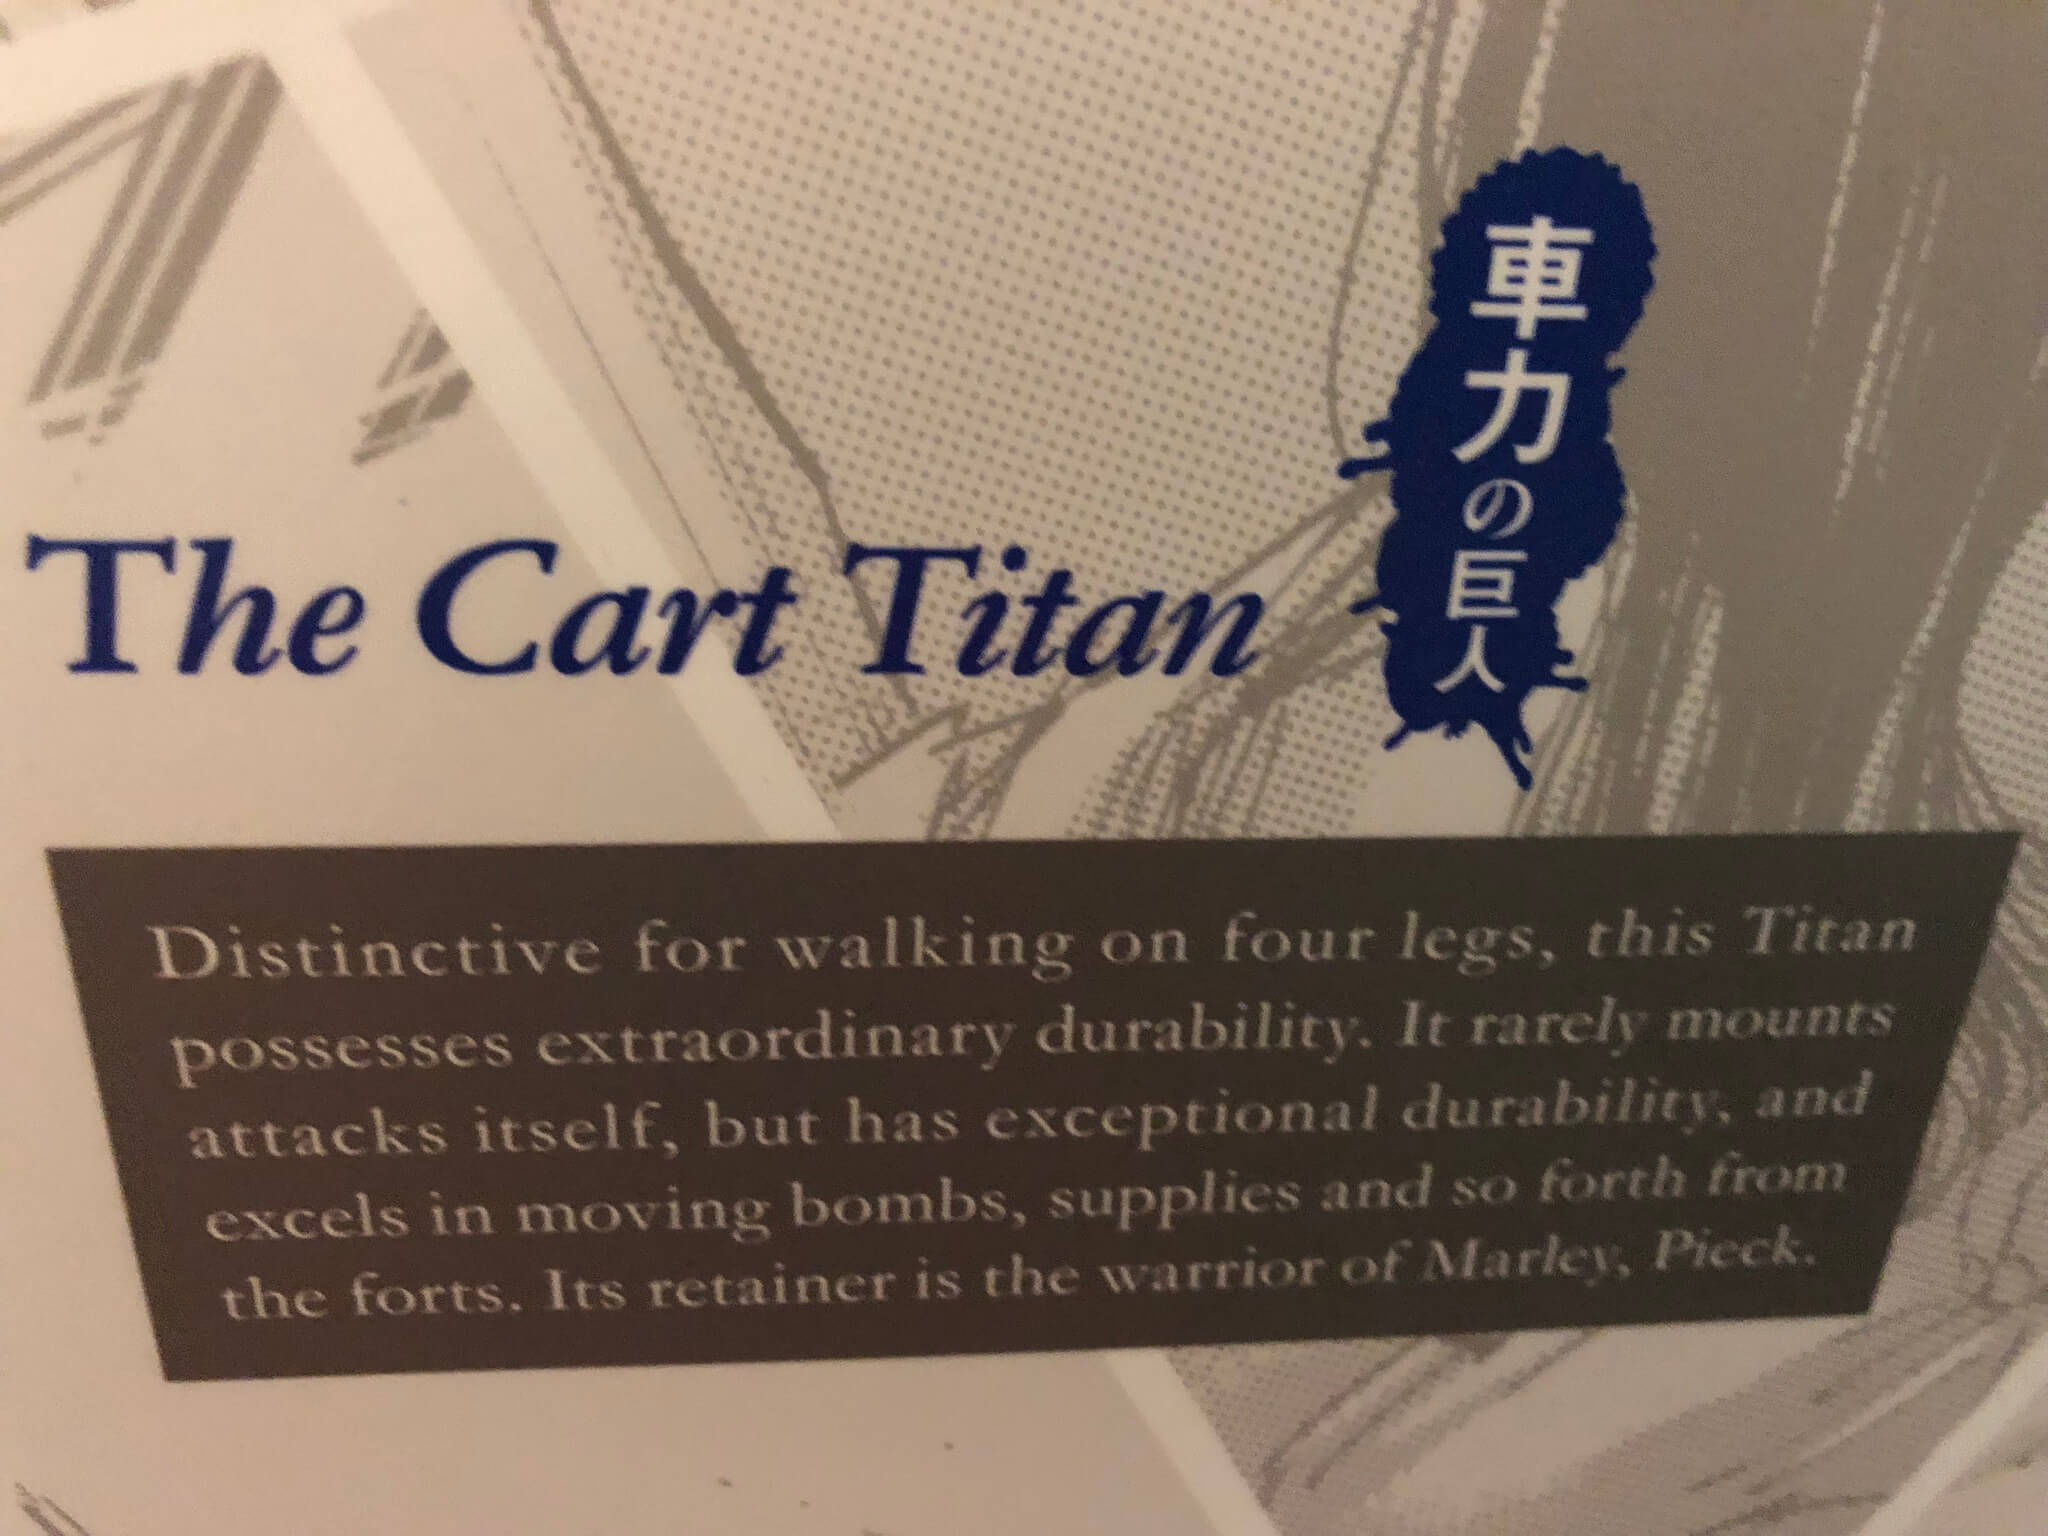 車力の巨人
The Cart Titan
Distinctive for walking on four legs, this Titan
possesses extraordinary durability. It rarely mounts
attacks itself, but has exceptional durability, and
excels in moving bombs, supplies and so forth from
the forts. Its retainer is the warrior of Marley, Pieck.